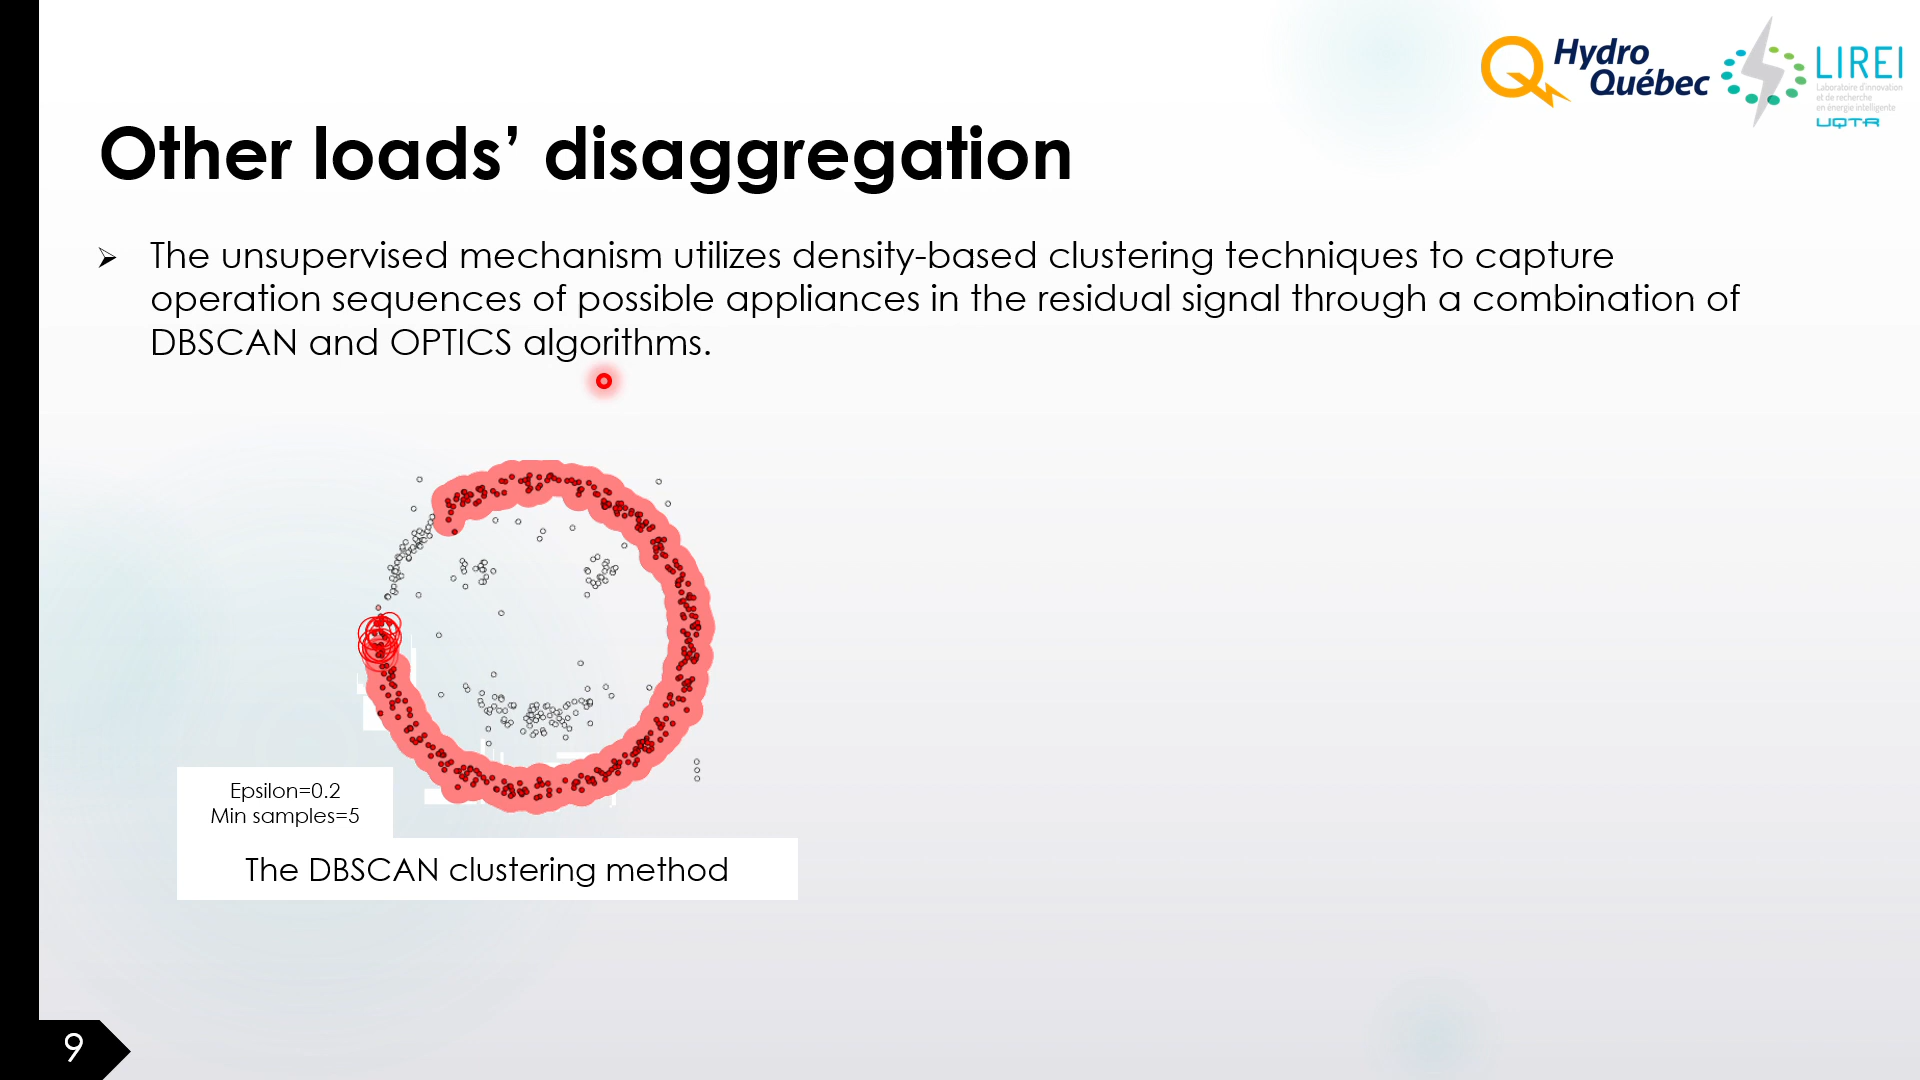 Hydro
Québec
LIREI
Laboratoire d'innovation
et de recherche
en énergie intelligente
UQTR
Other loads’ disaggregation
➢ The unsupervised mechanism utilizes density-based clustering techniques to capture
operation sequences of possible appliances in the residual signal through a combination of
DBSCAN and OPTICS algorithms.
Epsilon=0.2
Min samples=5
The DBSCAN clustering method
9